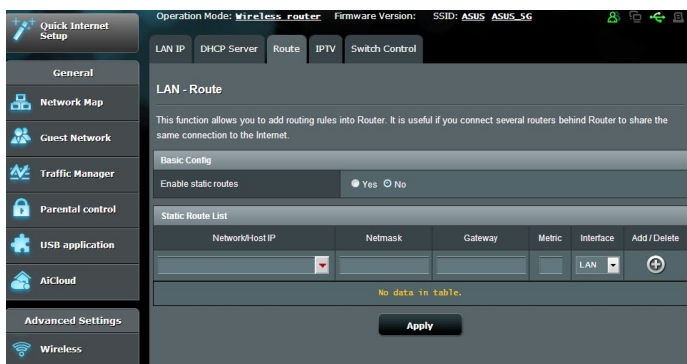 Quick Internet
Setup
Operation Mode: Wireless router Firmware Version: SSID: ASUS ASUS_5G
LAN IP DHCP Server Route IPTV Switch Control
General
Network Map
Guest Network
Traffic Manager
Parental control
USB application
AiCloud
Advanced Settings
Wireless
LAN - Route
This function allows you to add routing rules into Router. It is useful if you connect several routers behind Router to share the
same connection to the Internet.
Basic Config
Enable static routes Yes No
Static Route List
Network/Host IP Netmask Gateway Metric Interface Add / Delete
LAN
No data in table.
Apply